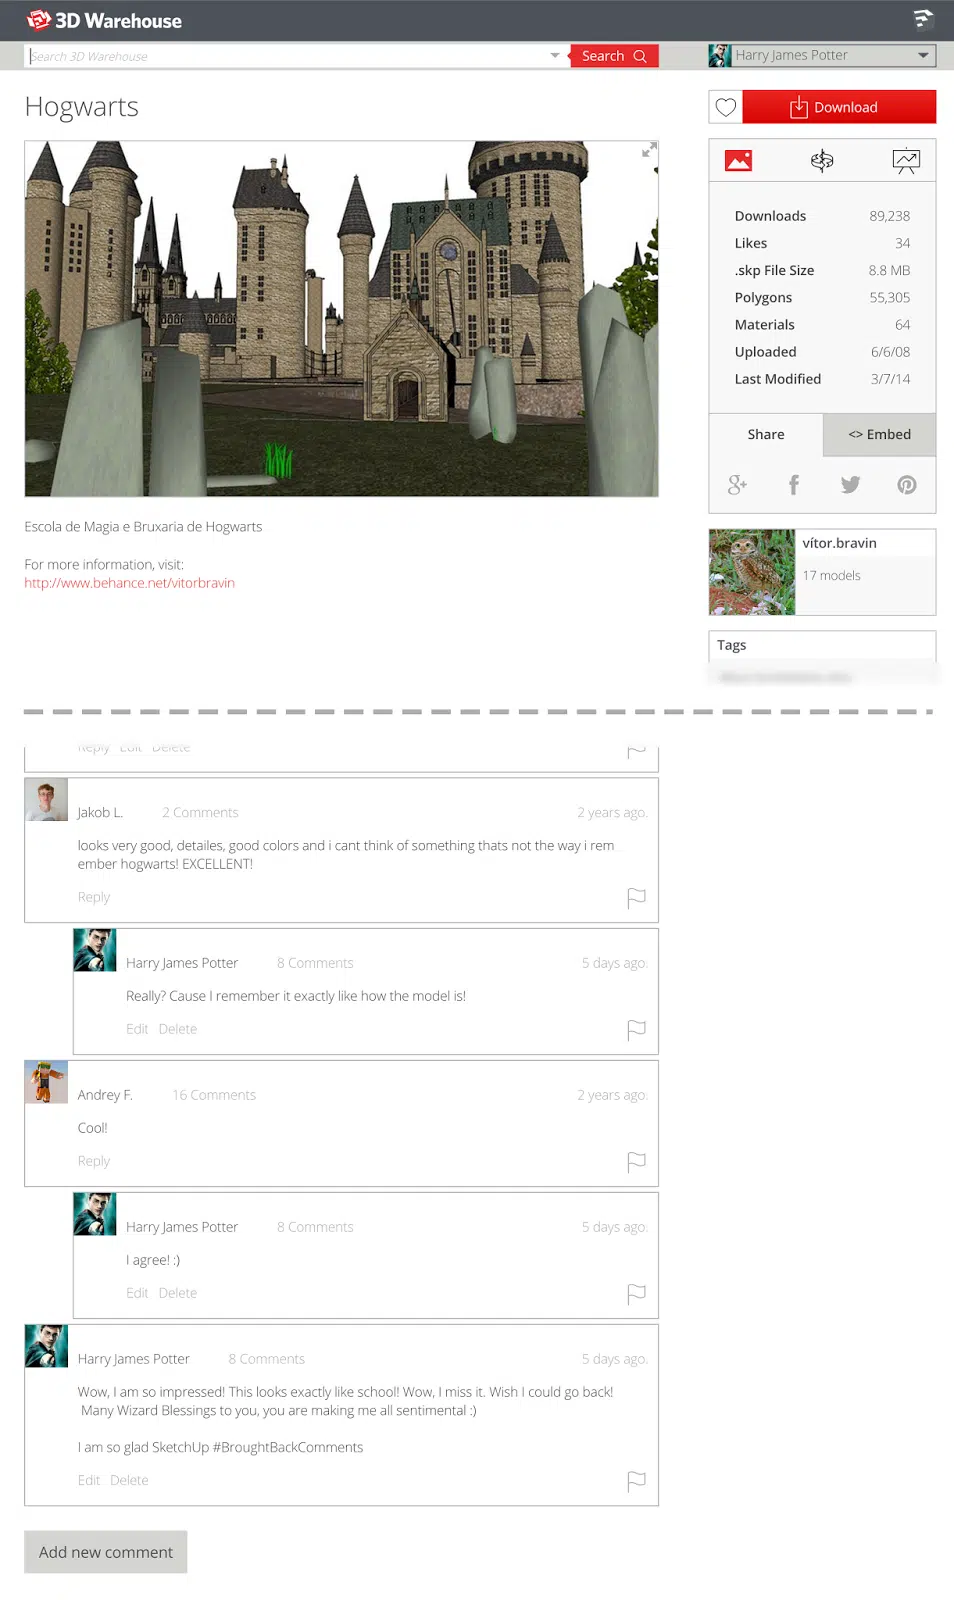 3D Warehouse
Search 3D Warehouse
Search
Harry James Potter
Hogwarts
Download
Downloads 89,238
Likes 34
.skp File Size 8.8 MB
Polygons 55,305
Materials 64
Uploaded 6/6/08
Last Modified 3/7/14
Share <> Embed
g+ f
Escola de Magia e Bruxaria de Hogwarts
For more information, visit:
http://www.behance.net/vitorbravin
vítor.bravin
17 models
Tags
Reply Edit Delete
Jakob L. 2 Comments 2 years ago.
looks very good, detailes, good colors and i cant think of something thats not the way i rem
ember hogwarts! EXCELLENT!
Reply
Harry James Potter 8 Comments 5 days ago.
Really? Cause I remember it exactly like how the model is!
Edit Delete
Andrey F. 16 Comments 2 years ago.
Cool!
Reply
Harry James Potter 8 Comments 5 days ago.
I agree! :)
Edit Delete
Harry James Potter 8 Comments 5 days ago.
Wow, I am so impressed! This looks exactly like school! Wow, I miss it. Wish I could go back!
Many Wizard Blessings to you, you are making me all sentimental :)
I am so glad SketchUp #BroughtBackComments
Edit Delete
Add new comment